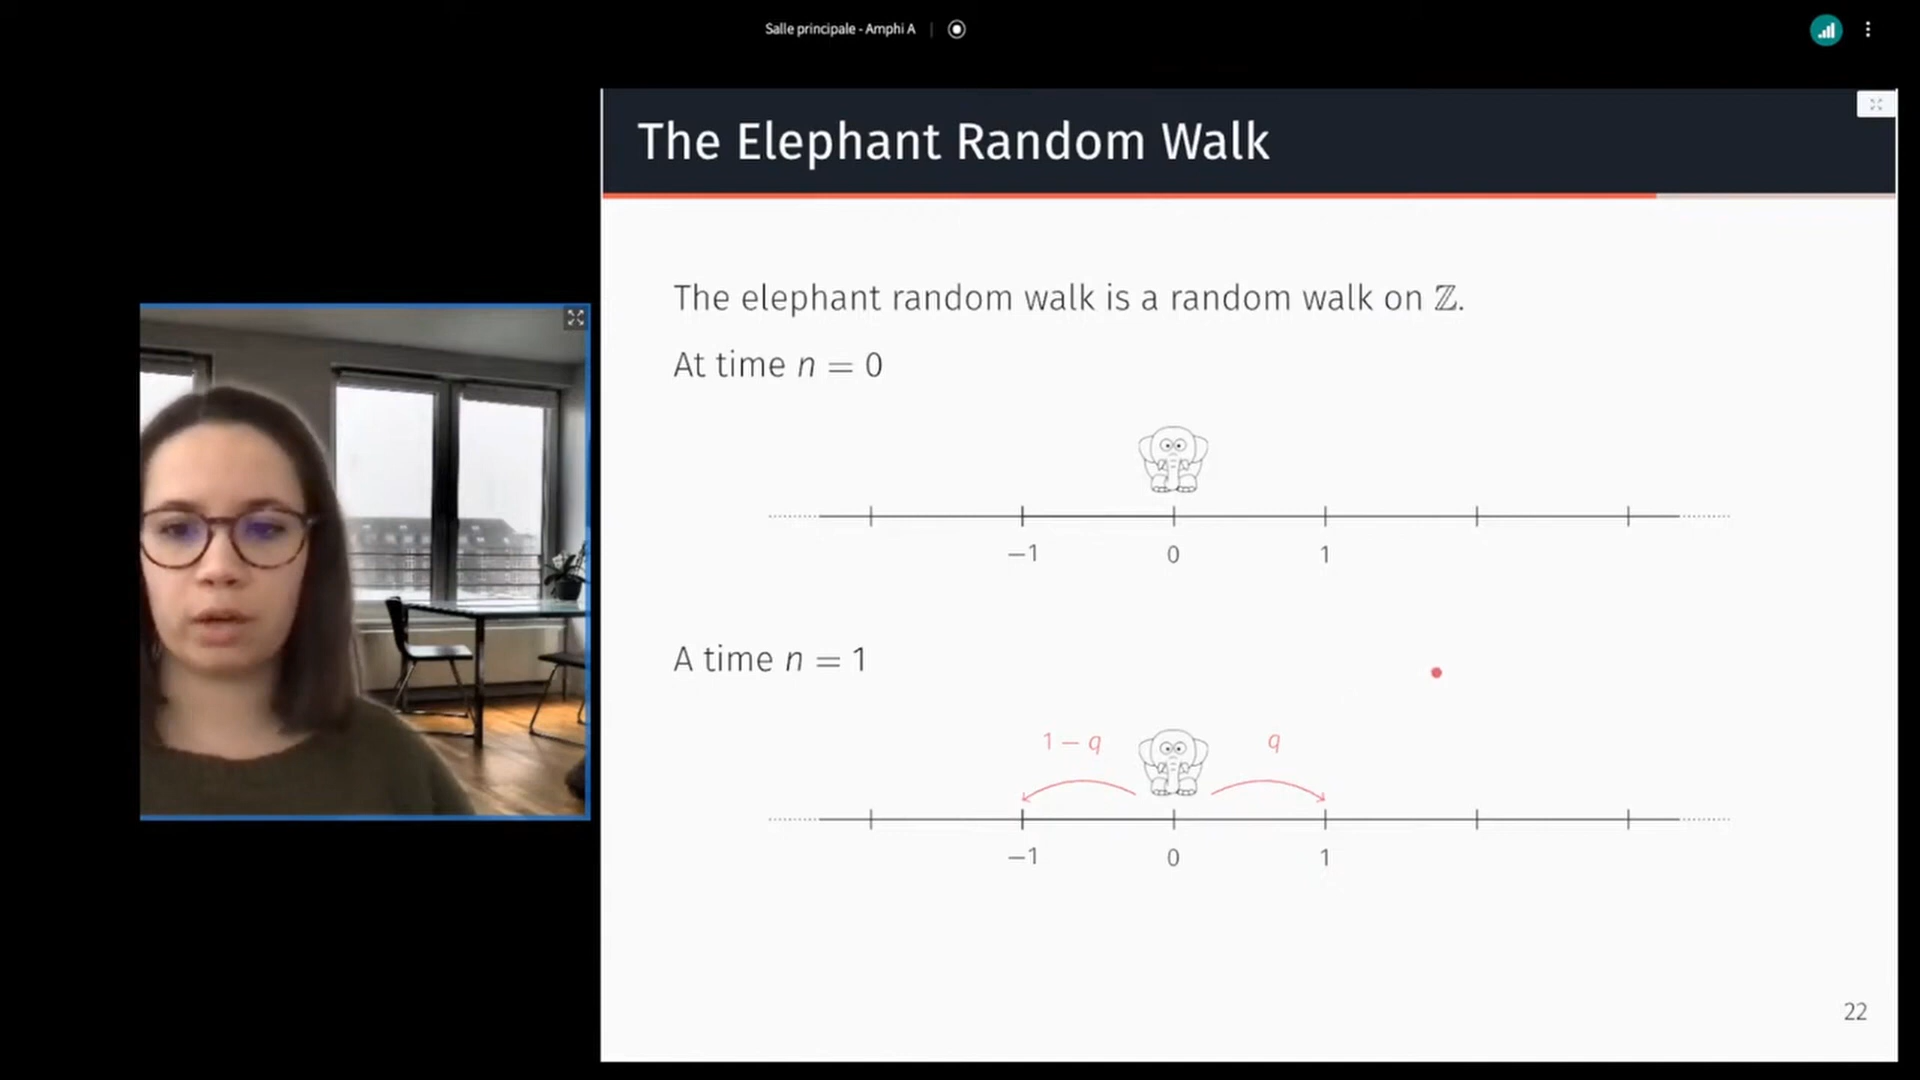 Salle principale - Amphi A
The Elephant Random Walk
The elephant random walk is a random walk on ℤ.
At time n = 0
−1 0 1
A time n = 1
1 − q q
−1 0 1
22